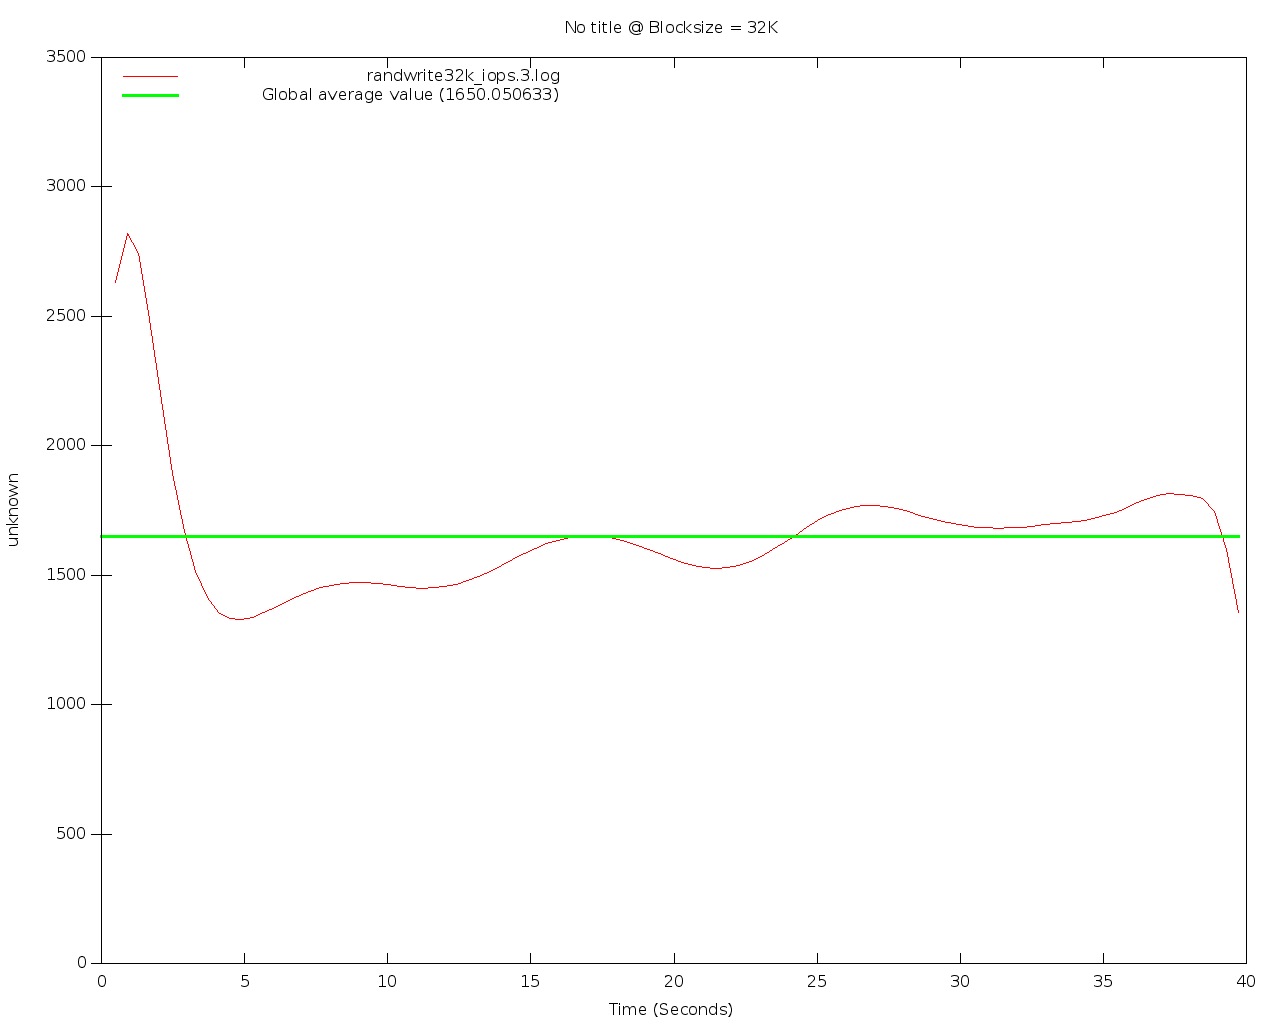 No title @ Blocksize = 32K
3500
randwrite32k_iops.3.log
Global average value (1650.050633)
3000
2500
2000
unknown
1500
1000
500
0
0 5 10 15 20 25 30 35 40
Time (Seconds)